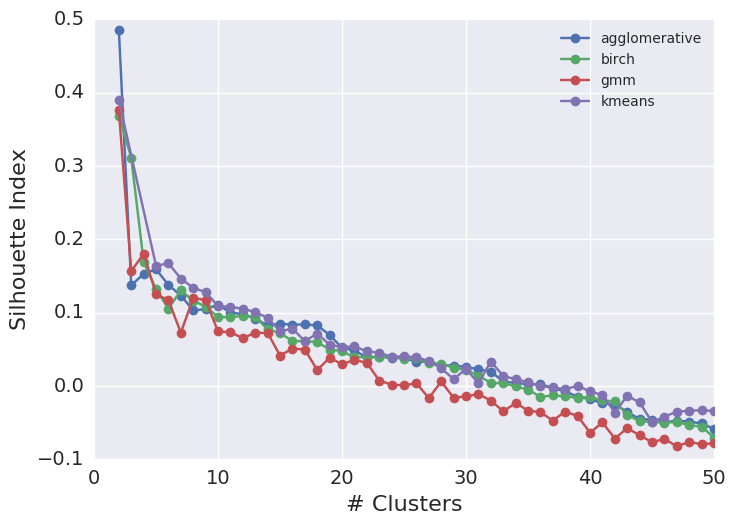 0.5
0.4
0.3
0.2
0.1
0.0
−0.1
Silhouette Index
agglomerative
birch
gmm
kmeans
0 10 20 30 40 50
# Clusters